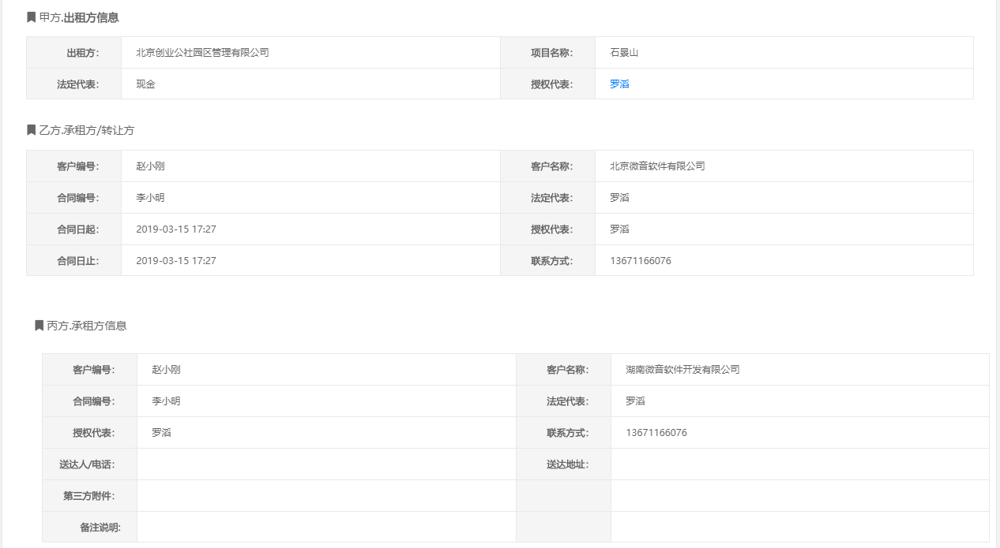 甲方.出租方信息
出租方: 北京创业公社园区管理有限公司 项目名称: 石景山
法定代表: 现金 授权代表: 罗滔
乙方.承租方/转让方
客户编号: 赵小刚 客户名称: 北京微音软件有限公司
合同编号: 李小明 法定代表: 罗滔
合同日起: 2019-03-15 17:27 授权代表: 罗滔
合同日止: 2019-03-15 17:27 联系方式: 13671166076
丙方.承租方信息
客户编号: 赵小刚 客户名称: 湖南微音软件开发有限公司
合同编号: 李小明 法定代表: 罗滔
授权代表: 罗滔 联系方式: 13671166076
送达人/电话: 送达地址:
第三方附件:
备注说明: